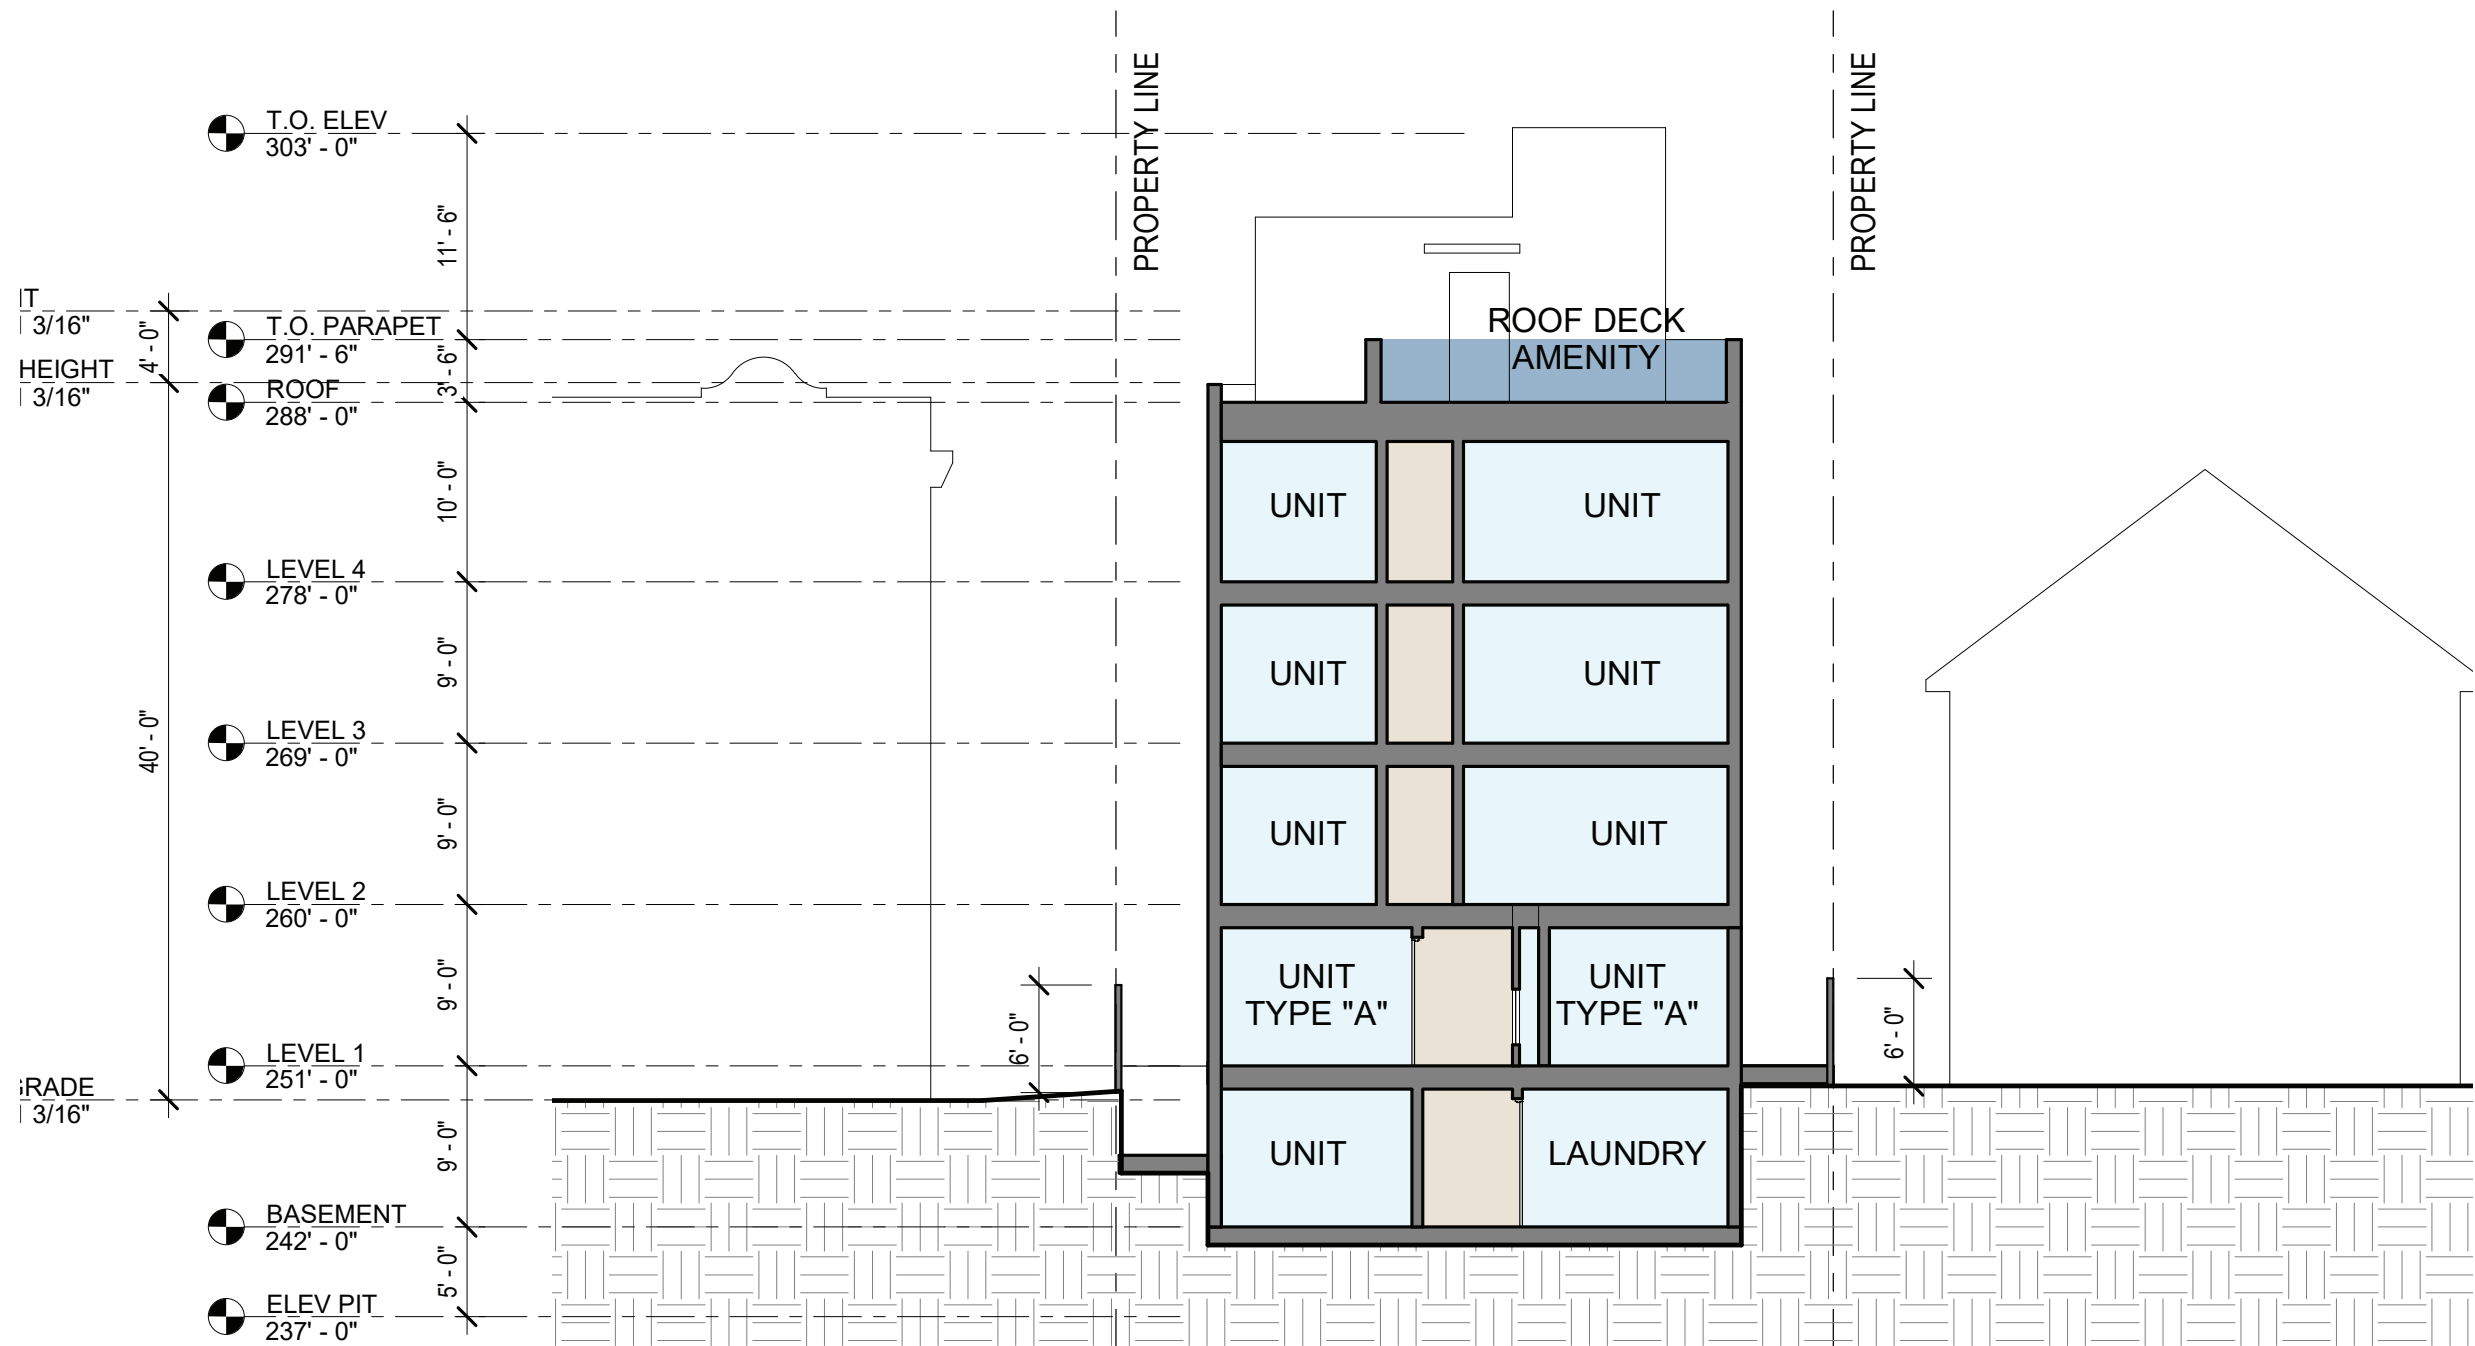 T.O. ELEV
303' - 0"
11' - 6"
PROPERTY LINE
PROPERTY LINE
3/16"
4' - 0"
T.O. PARAPET
291' - 6"
3' - 6"
HEIGHT
3/16"
ROOF
288' - 0"
ROOF DECK
AMENITY
10' - 0"
UNIT
UNIT
LEVEL 4
278' - 0"
9' - 0"
UNIT
UNIT
40' - 0"
LEVEL 3
269' - 0"
9' - 0"
UNIT
UNIT
LEVEL 2
260' - 0"
9' - 0"
UNIT
TYPE "A"
UNIT
TYPE "A"
6' - 0"
6' - 0"
LEVEL 1
251' - 0"
RADE
3/16"
9' - 0"
UNIT
LAUNDRY
BASEMENT
242' - 0"
5' - 0"
ELEV PIT
237' - 0"